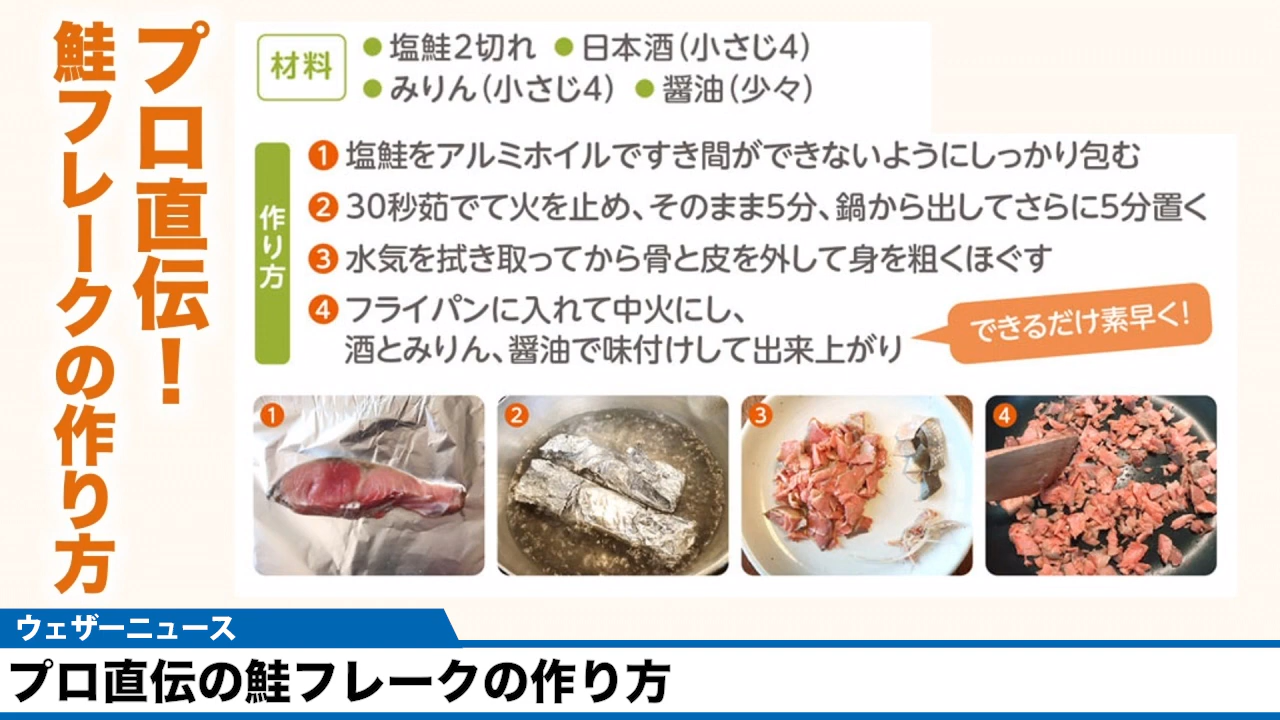 プロ直伝！
鮭フレークの作り方
材料
●塩鮭2切れ ●日本酒(小さじ4)
●みりん(小さじ4) ●醤油(少々)
作り方
1 塩鮭をアルミホイルですき間ができないようにしっかり包む
2 30秒茹でて火を止め、そのまま5分、鍋から出してさらに5分置く
3 水気を拭き取ってから骨と皮を外して身を粗くほぐす
4 フライパンに入れて中火にし、
酒とみりん、醤油で味付けして出来上がり
できるだけ素早く!
1
2
3
4
ウェザーニュース
プロ直伝の鮭フレークの作り方